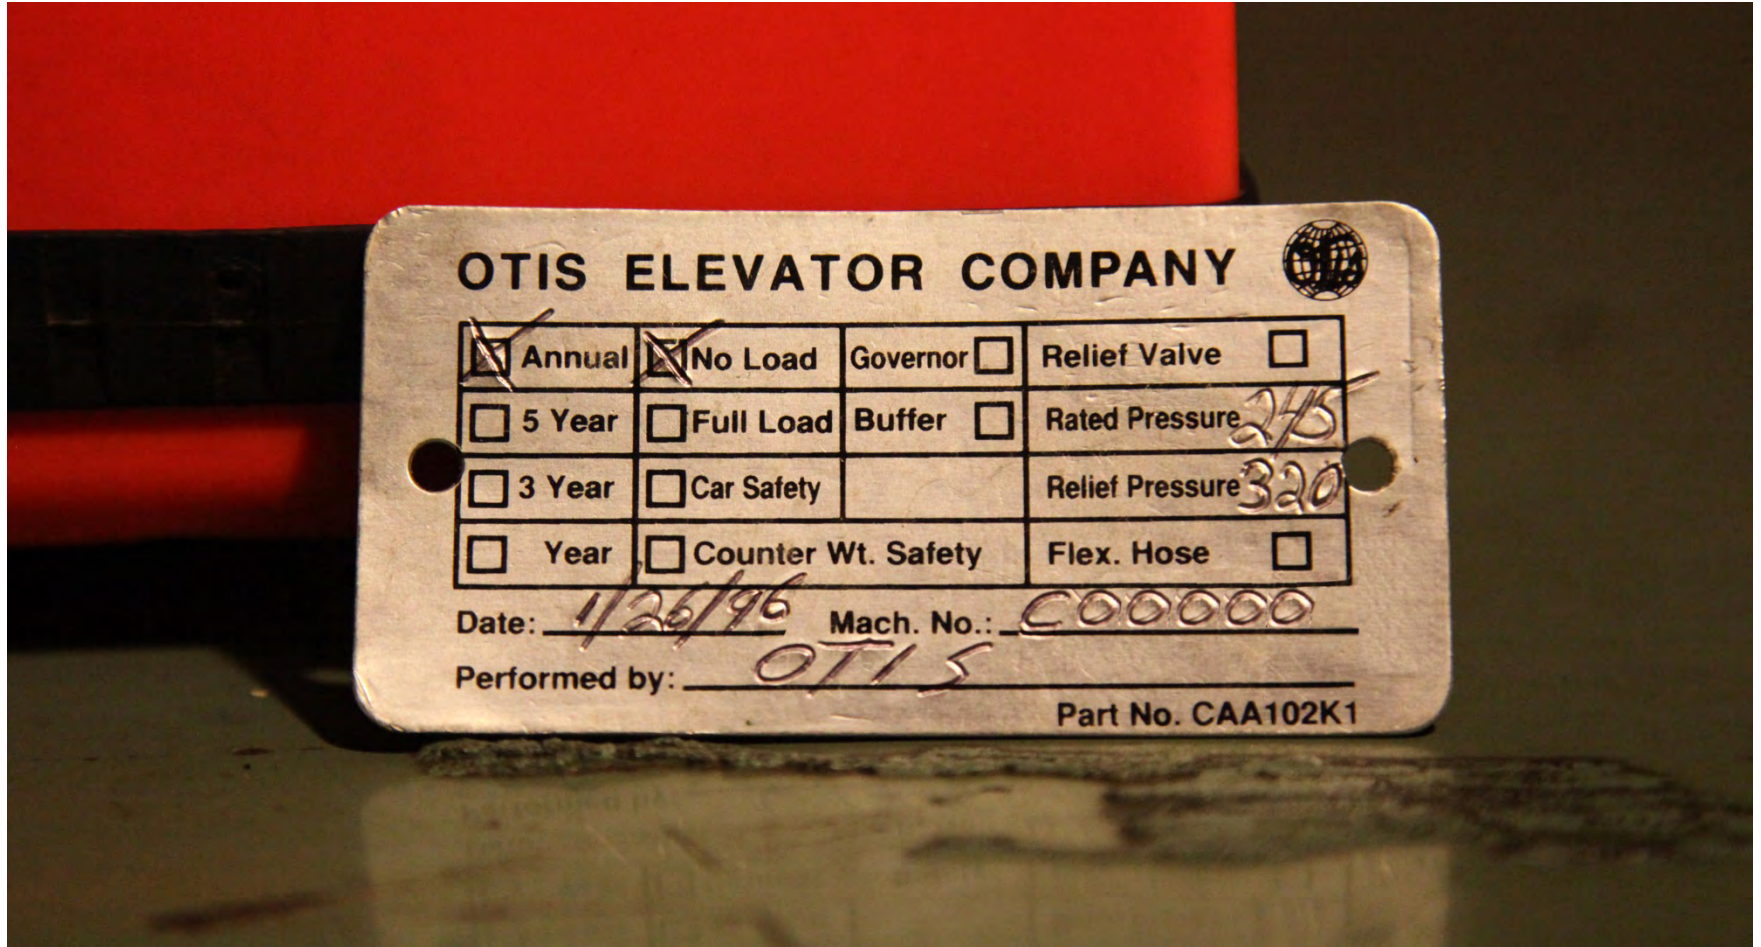 OTIS ELEVATOR COMPANY OTIS
Annual No Load Governor Relief Valve
5 Year Full Load Buffer Rated Pressure 245
3 Year Car Safety Relief Pressure 320
Year Counter Wt. Safety Flex. Hose
Date: 1/26/96 Mach. No.: C00000
Performed by: OTIS
Part No. CAA102K1